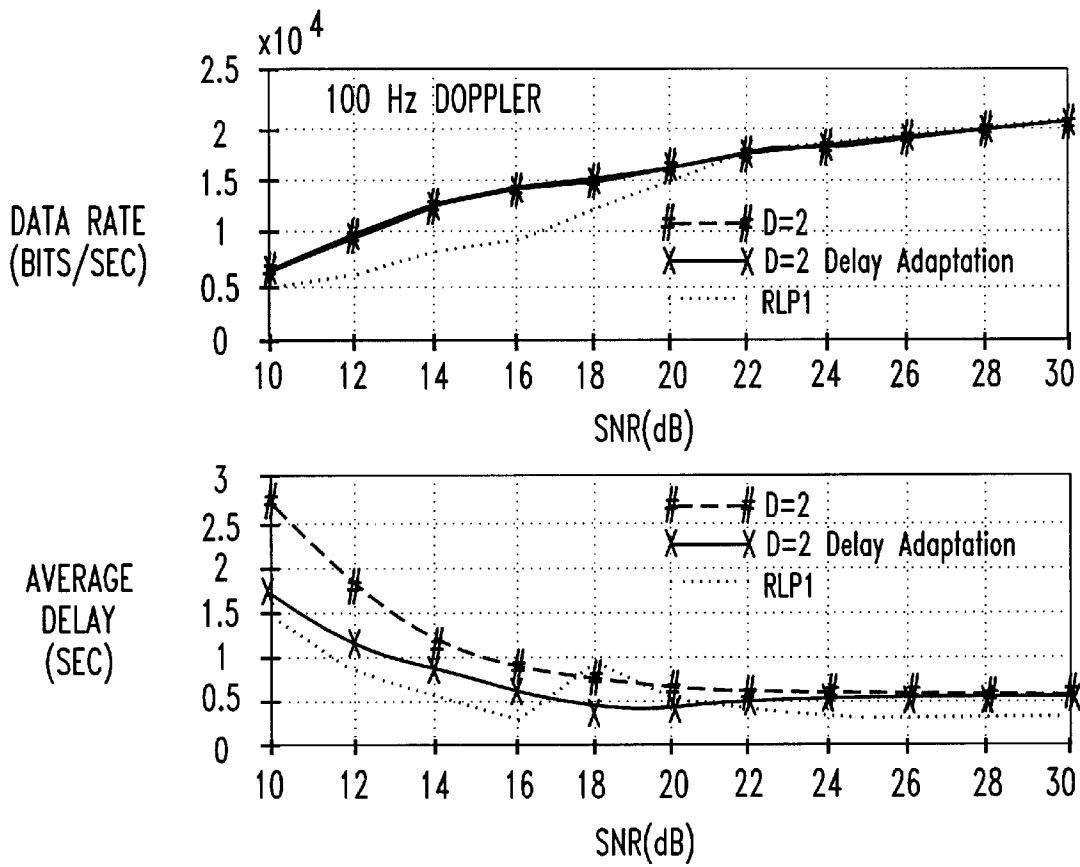 x10⁴
2.5
100 Hz DOPPLER
2
1.5
DATA RATE
(BITS/SEC)
1
D=2
D=2 Delay Adaptation
0.5
RLP1
0
10 12 14 16 18 20 22 24 26 28 30
SNR(dB)
3
D=2
2.5
D=2 Delay Adaptation
2
RLP1
AVERAGE
DELAY
(SEC)
1.5
1
0.5
0
10 12 14 16 18 20 22 24 26 28 30
SNR(dB)